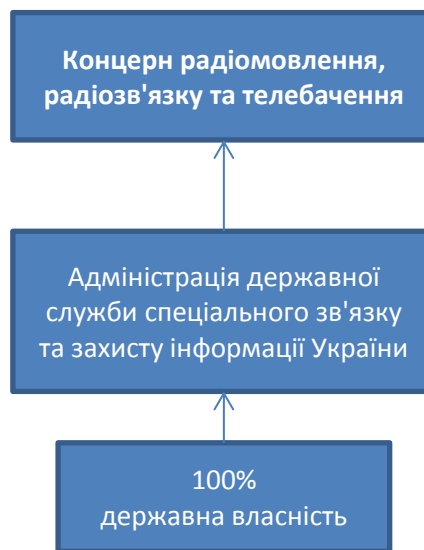 Концерн радіомовлення,
радіозв'язку та телебачення
Адміністрація державної
служби спеціального зв'язку
та захисту інформації України
100%
державна власність